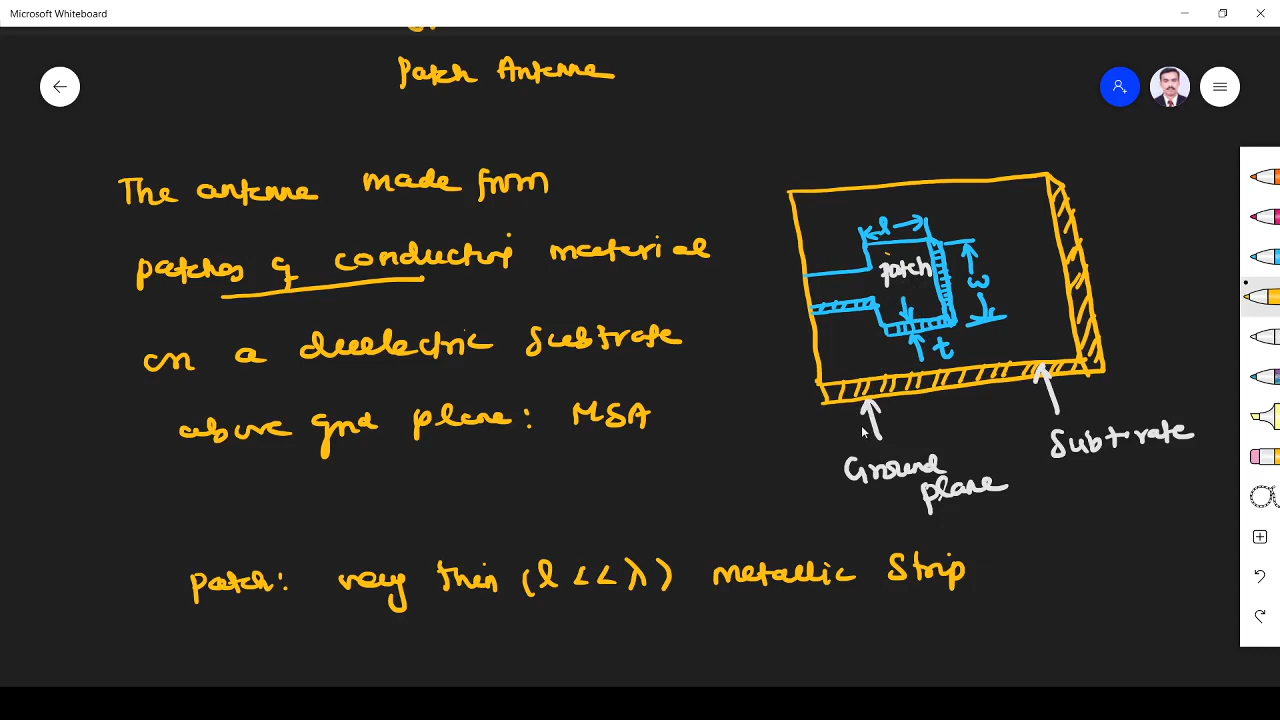 Microsoft Whiteboard
Patch Antenna
The antenna made from
patches of conducting material
on a dielectric Substrate
above gnd plane: MSA
l
patch
w
t
Substrate
Ground
plane
patch: very thin (l << λ) metallic Strip